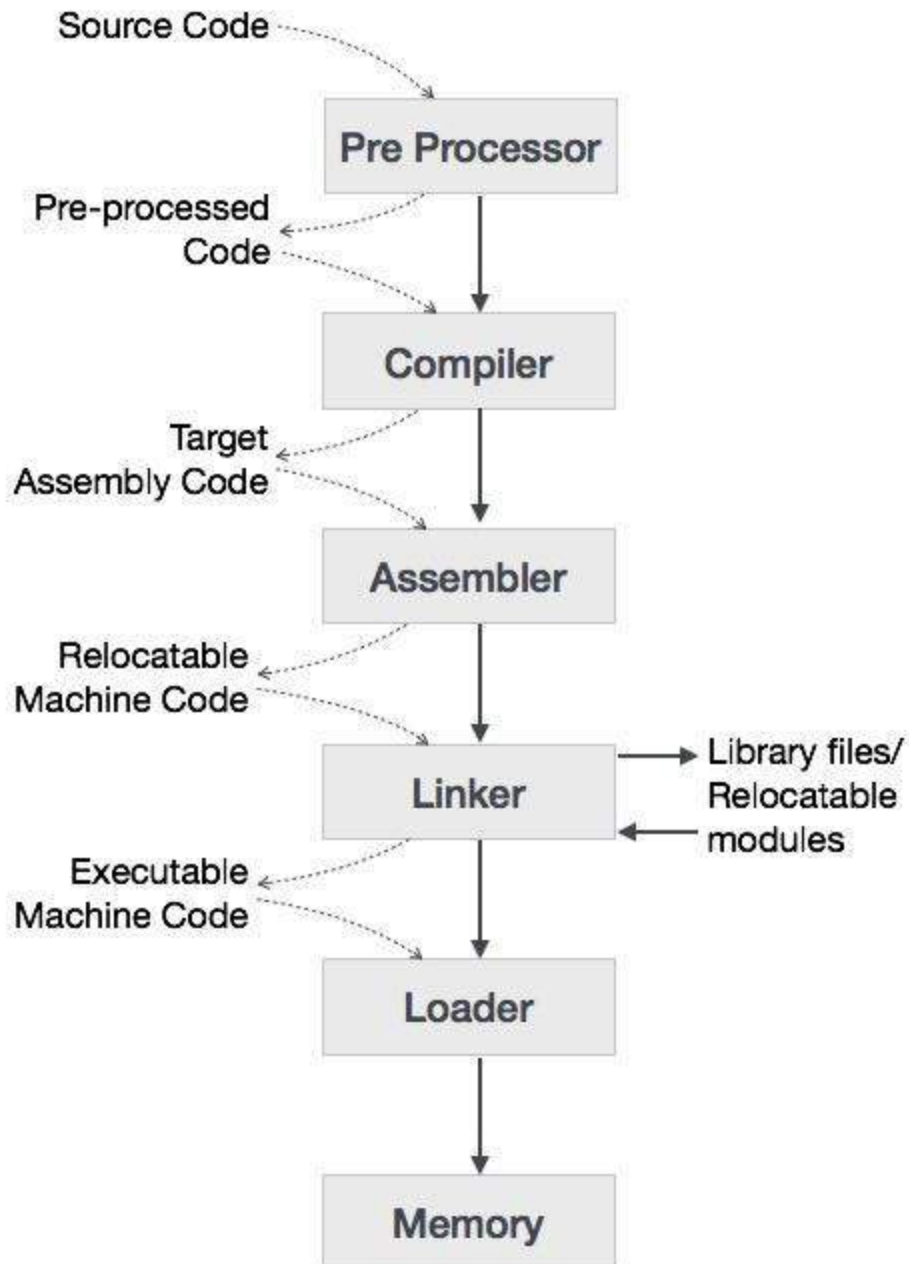 Source Code
Pre Processor
Pre-processed
Code
Compiler
Target
Assembly Code
Assembler
Relocatable
Machine Code
Linker
Library files/
Relocatable
modules
Executable
Machine Code
Loader
Memory